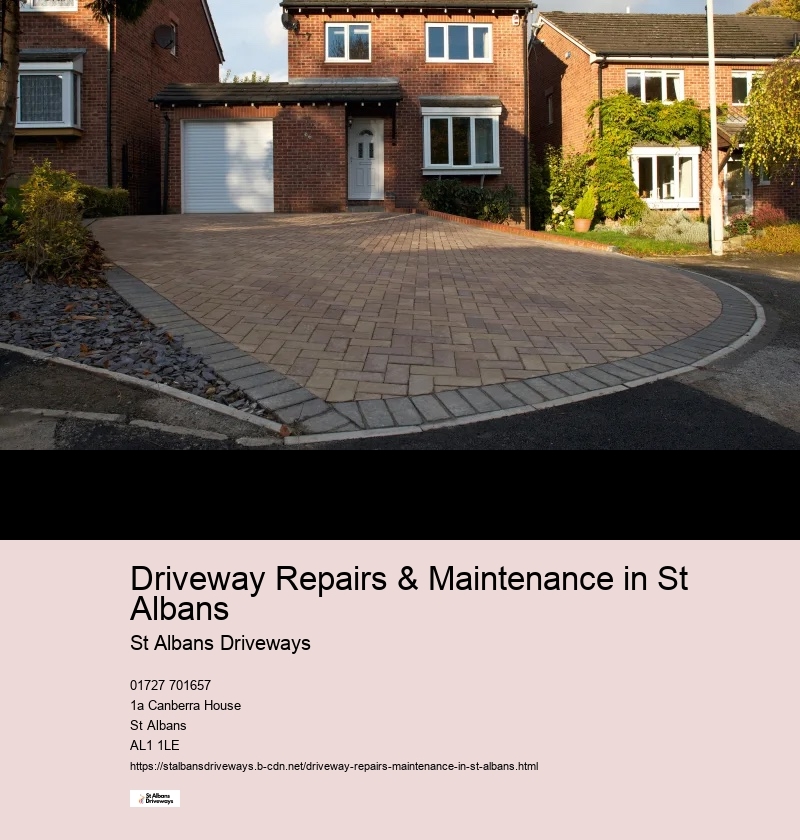 Driveway Repairs & Maintenance in St
Albans
St Albans Driveways
01727 701657
1a Canberra House
St Albans
AL1 1LE
https://stalbansdriveways.b-cdn.net/driveway-repairs-maintenance-in-st-albans.html
St Albans
Driveways